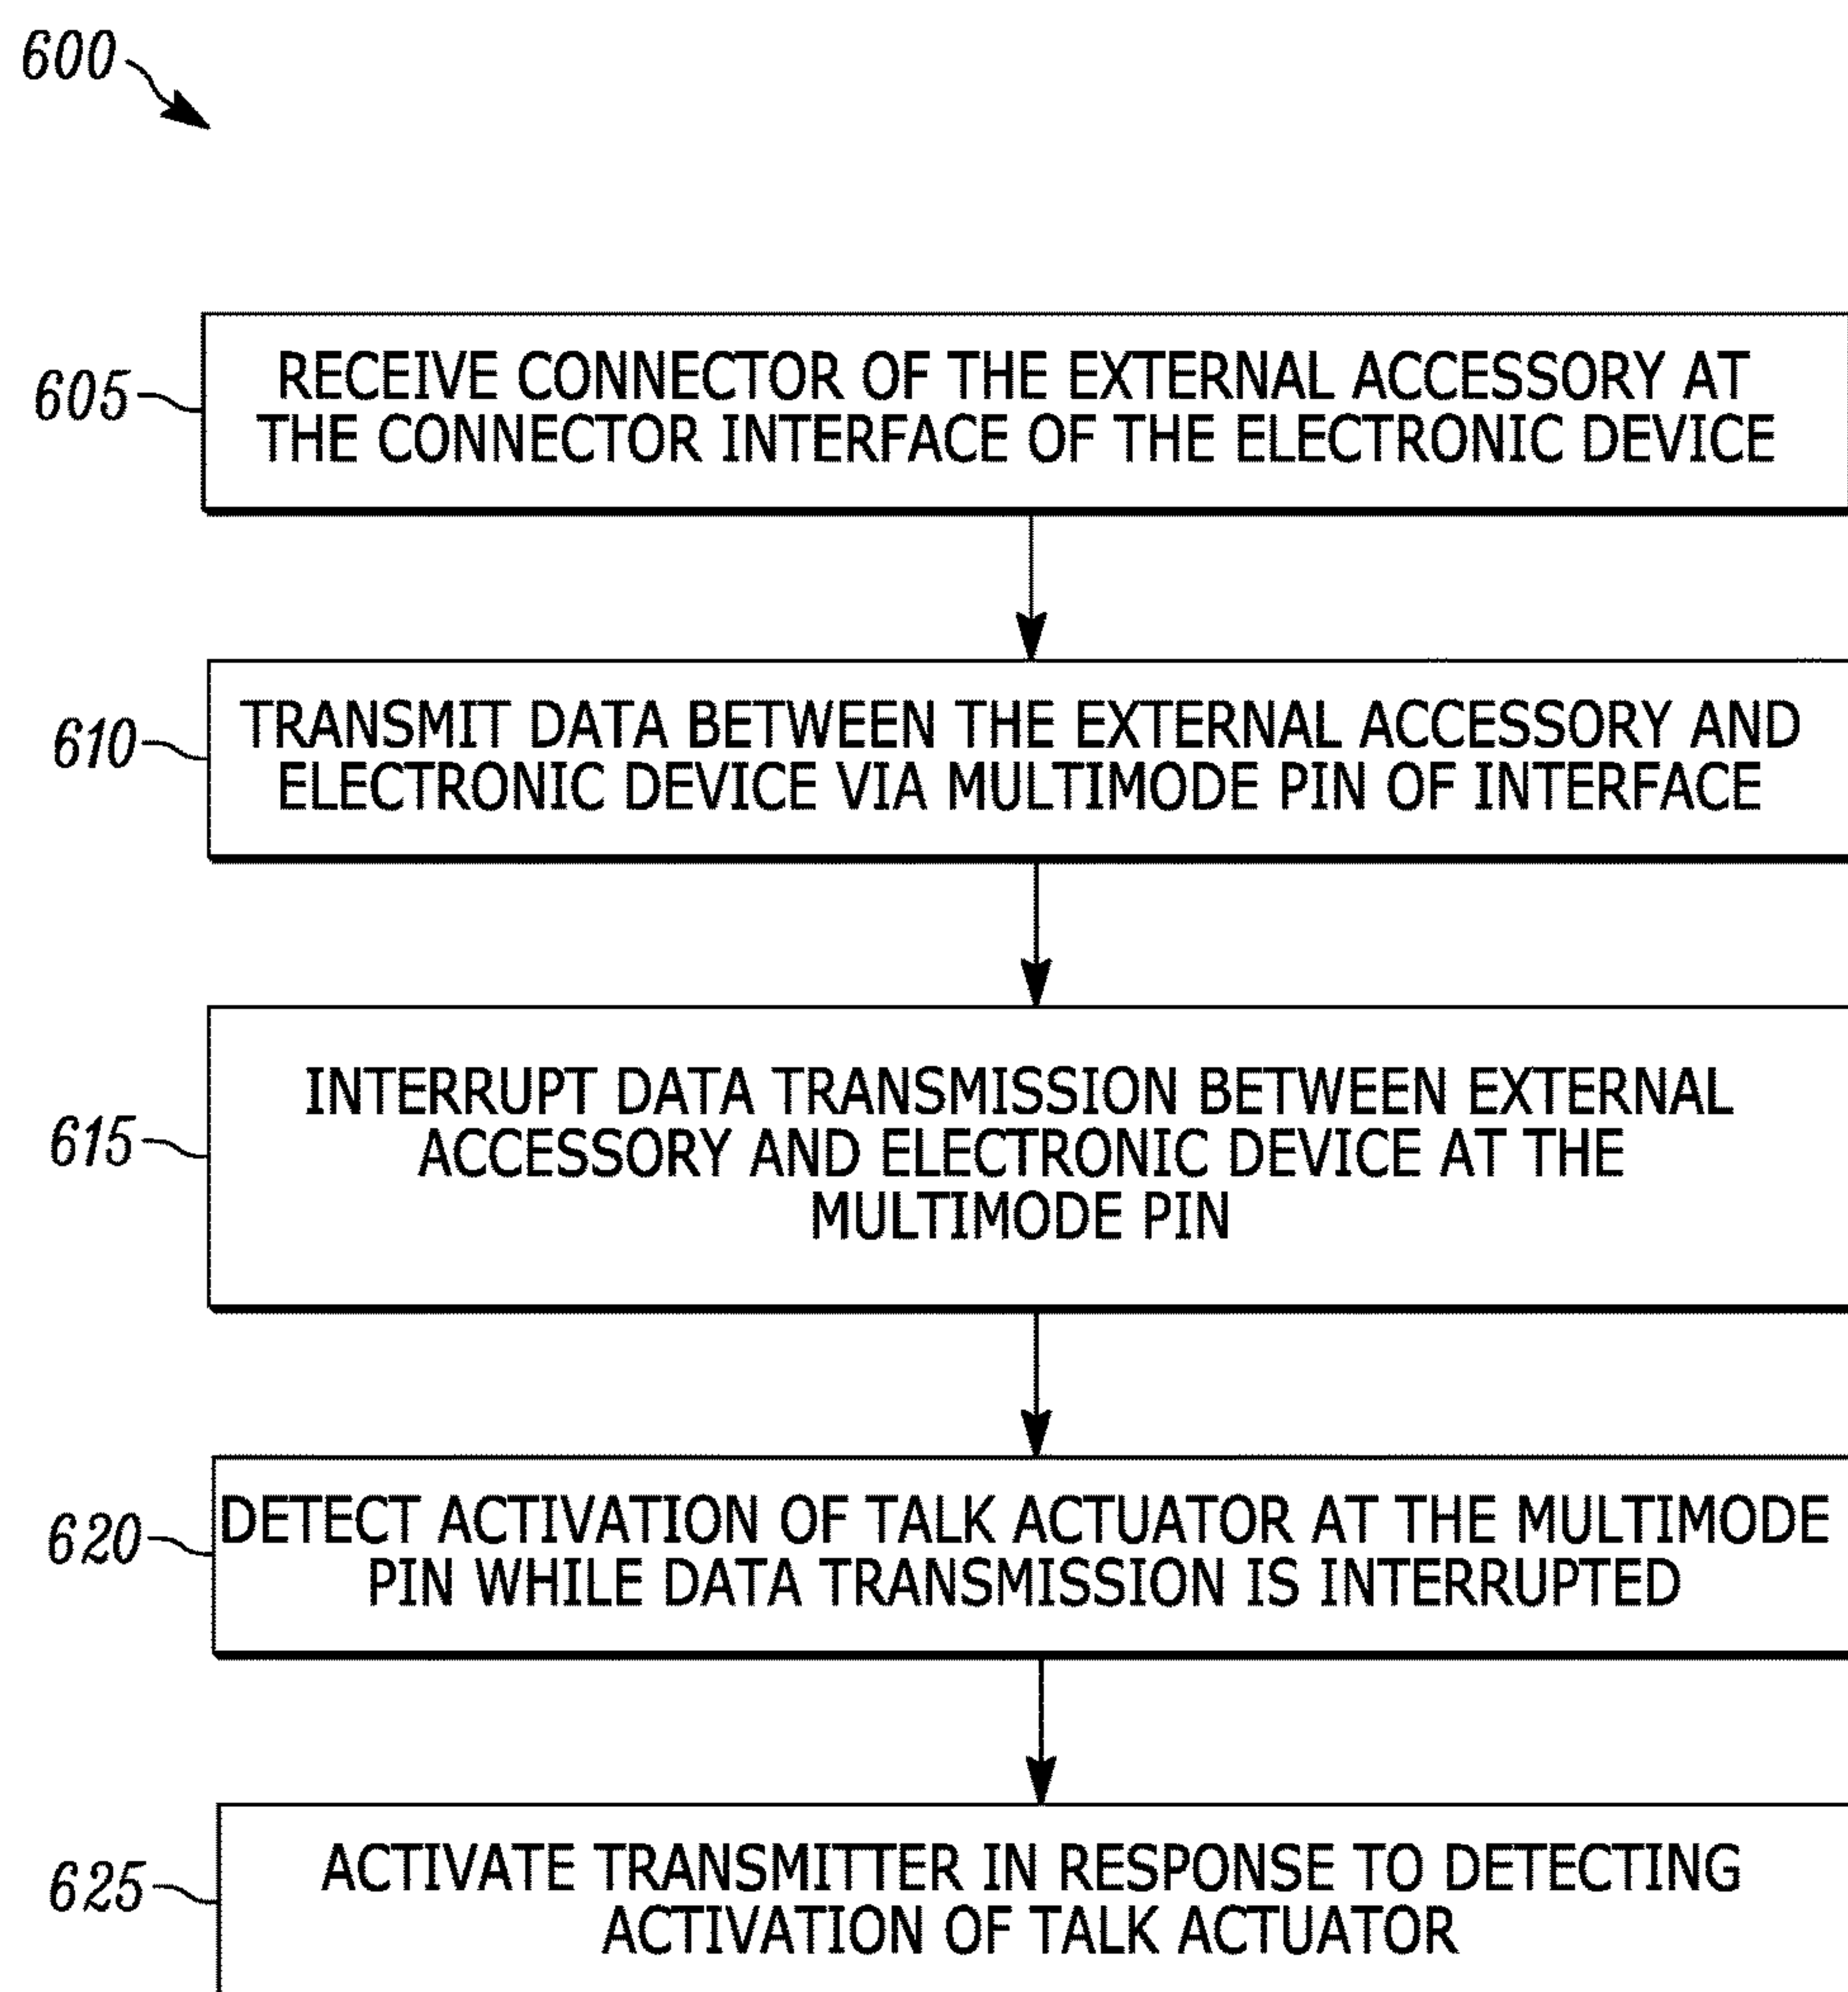 600
605
RECEIVE CONNECTOR OF THE EXTERNAL ACCESSORY AT
THE CONNECTOR INTERFACE OF THE ELECTRONIC DEVICE
610
TRANSMIT DATA BETWEEN THE EXTERNAL ACCESSORY AND
ELECTRONIC DEVICE VIA MULTIMODE PIN OF INTERFACE
615
INTERRUPT DATA TRANSMISSION BETWEEN EXTERNAL
ACCESSORY AND ELECTRONIC DEVICE AT THE
MULTIMODE PIN
620
DETECT ACTIVATION OF TALK ACTUATOR AT THE MULTIMODE
PIN WHILE DATA TRANSMISSION IS INTERRUPTED
625
ACTIVATE TRANSMITTER IN RESPONSE TO DETECTING
ACTIVATION OF TALK ACTUATOR